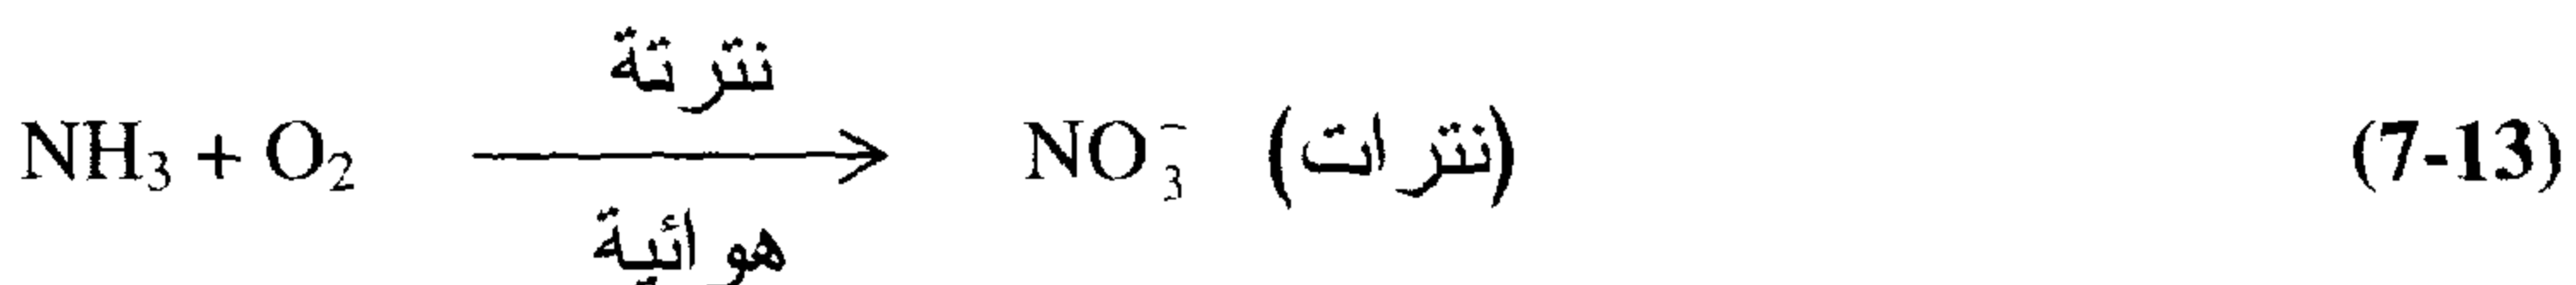 نترتة
NH₃ + O₂ ⟶ NO₃⁻ (نترات) (7-13)
هوائية